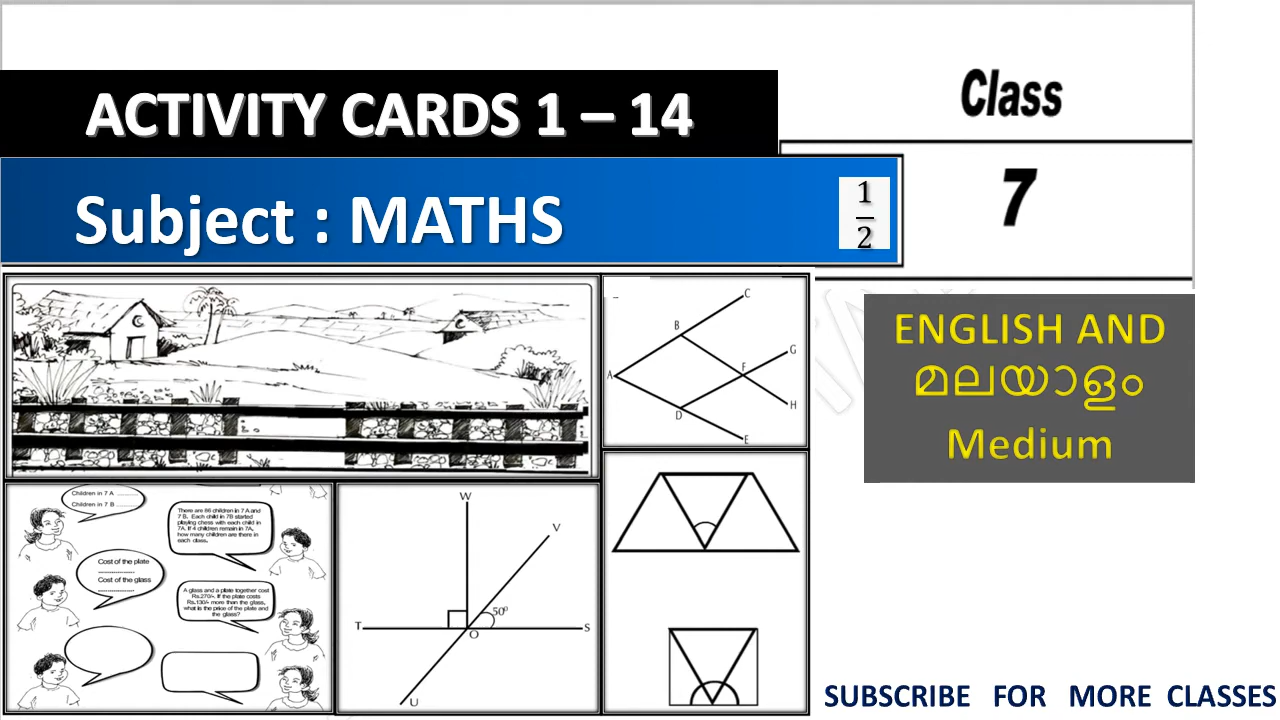 ACTIVITY CARDS 1 – 14
Class
Subject : MATHS
1
2
7
ENGLISH AND
മലയാളം
Medium
C
B
G
A
F
D
H
E
Children in 7 A ..........
Children in 7 B ..........
There are 86 children in 7 A and
7 B. Each child in 7B started
playing chess with each child in
7A. If 4 children remain in 7A,
how many children are there in
each class.
Cost of the plate
..................
Cost of the glass
..................
A glass and a plate together cost
Rs.270/-. If the plate costs
Rs.130/- more than the glass,
what is the price of the plate and
the glass?
W
V
50⁰
T
O
S
U
SUBSCRIBE FOR MORE CLASSES